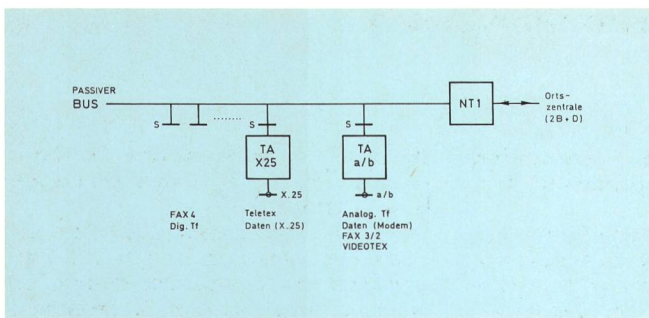 PASSIVER
BUS
NT1
Orts-
zentrale
(2B+D)
S
S
S
TA
X25
TA
a/b
X.25
a/b
FAX 4
Dig. Tf
Teletex
Daten (X.25)
Analog. Tf
Daten (Modem)
FAX 3/2
VIDEOTEX